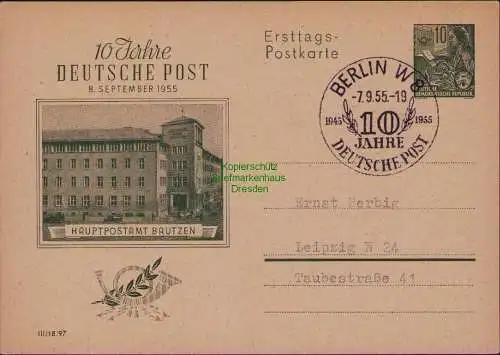 10 Jahre
DEUTSCHE POST
8. SEPTEMBER 1955
HAUPTPOSTAMT BAUTZEN
III/18/97
Ersttags-
Postkarte
10
DEUTSCHE DEMOKRATISCHE REPUBLIK
BERLIN W 8
-7.9.55.-19
1945 1955
10
JAHRE
DEUTSCHE POST
Kopierschutz
Briefmarkenhaus
Dresden
Ernst Herbig
Leipzig N 24
Taubestraße 41